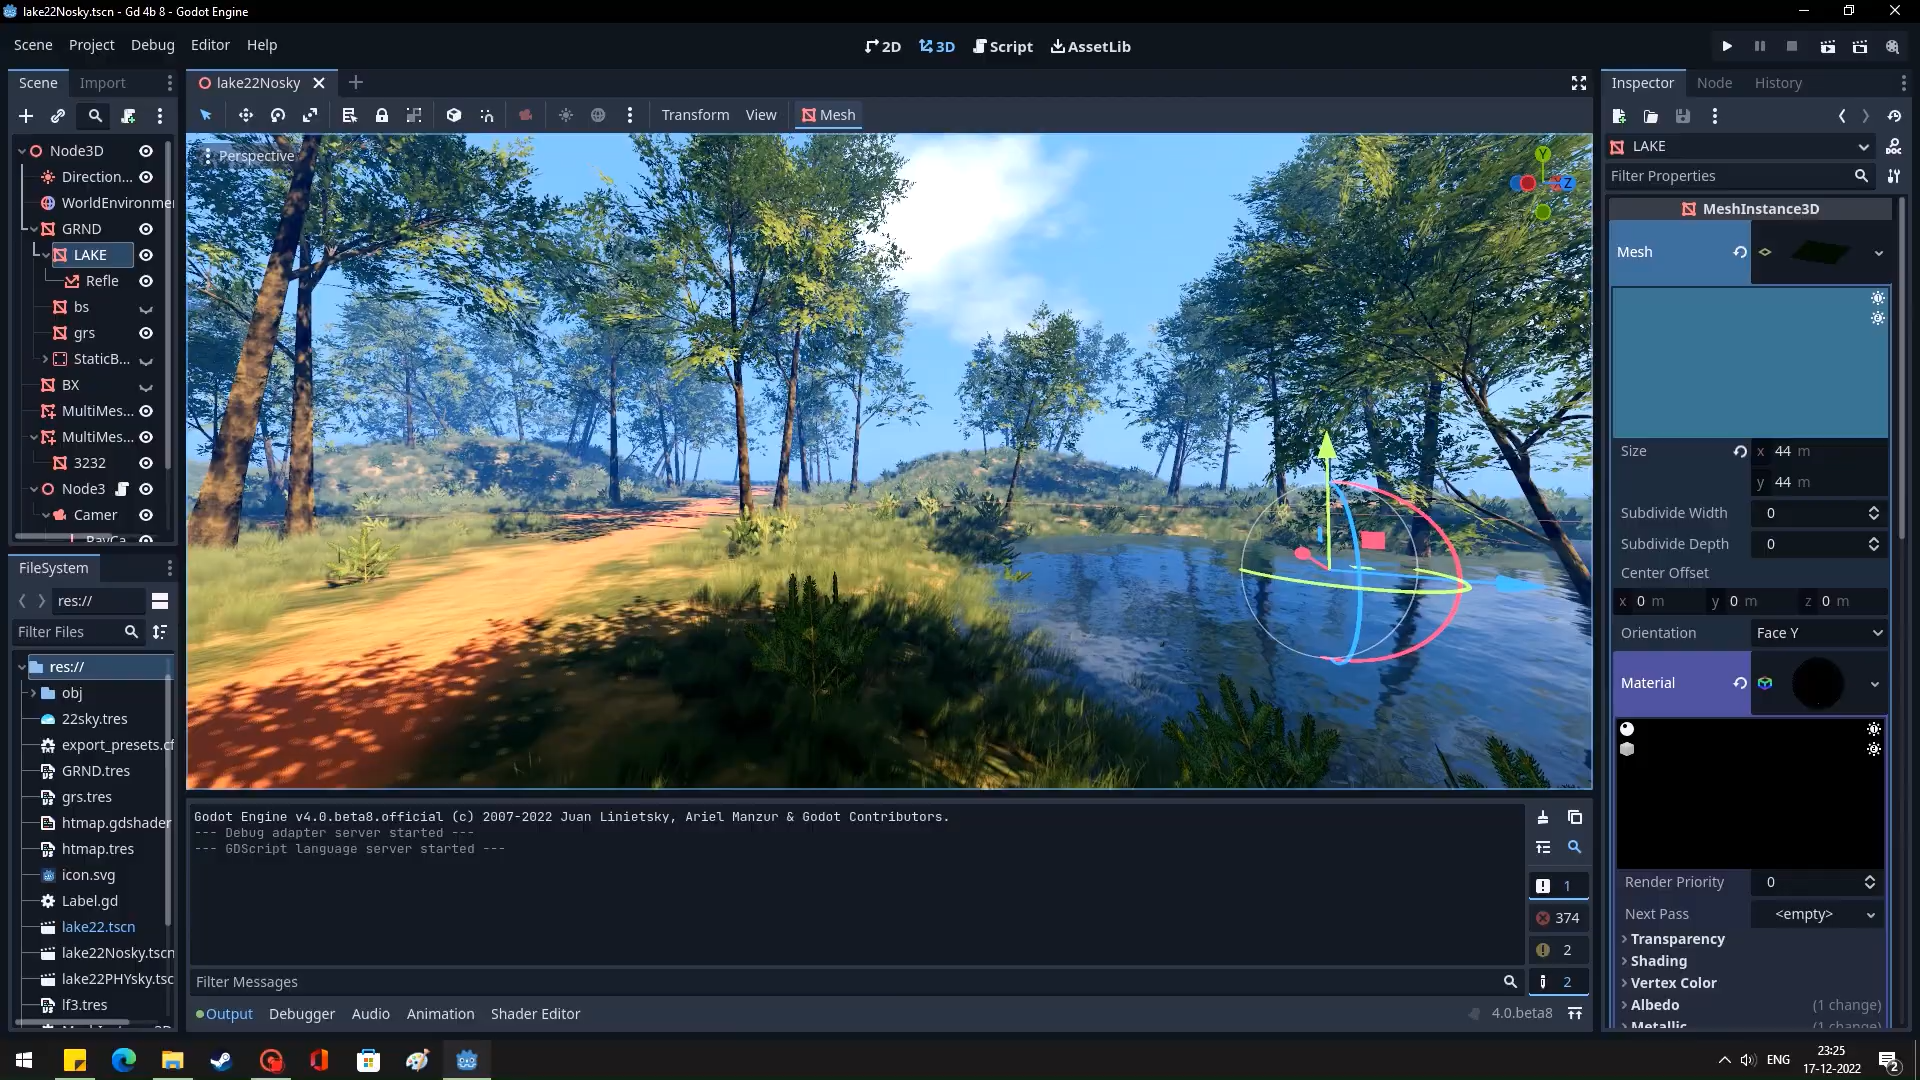 lake22Nosky.tscn - Gd 4b 8 - Godot Engine
Scene Project Debug Editor Help
2D 3D Script AssetLib
Scene Import
lake22Nosky
Transform View Mesh
Perspective
Y
Z
Node3D
Direction...
WorldEnvironme
GRND
LAKE
Refle
bs
grs
StaticB...
BX
MultiMes...
MultiMes...
3232
Node3
Camer
RayCa
FileSystem
res://
Filter Files
res://
obj
22sky.tres
export_presets.cf
GRND.tres
grs.tres
htmap.gdshader
htmap.tres
icon.svg
Label.gd
lake22.tscn
lake22Nosky.tscn
lake22PHYsky.tsc
lf3.tres
Godot Engine v4.0.beta8.official (c) 2007-2022 Juan Linietsky, Ariel Manzur & Godot Contributors.
--- Debug adapter server started ---
--- GDScript language server started ---
1
374
2
2
Filter Messages
Output Debugger Audio Animation Shader Editor
4.0.beta8
Inspector Node History
LAKE
DOC
Filter Properties
MeshInstance3D
Mesh
Size x 44 m
y 44 m
Subdivide Width 0
Subdivide Depth 0
Center Offset
x 0 m y 0 m z 0 m
Orientation Face Y
Material
Render Priority 0
Next Pass <empty>
Transparency
Shading
Vertex Color
Albedo (1 change)
Metallic (1 change)
ENG
23:25
17-12-2022
2